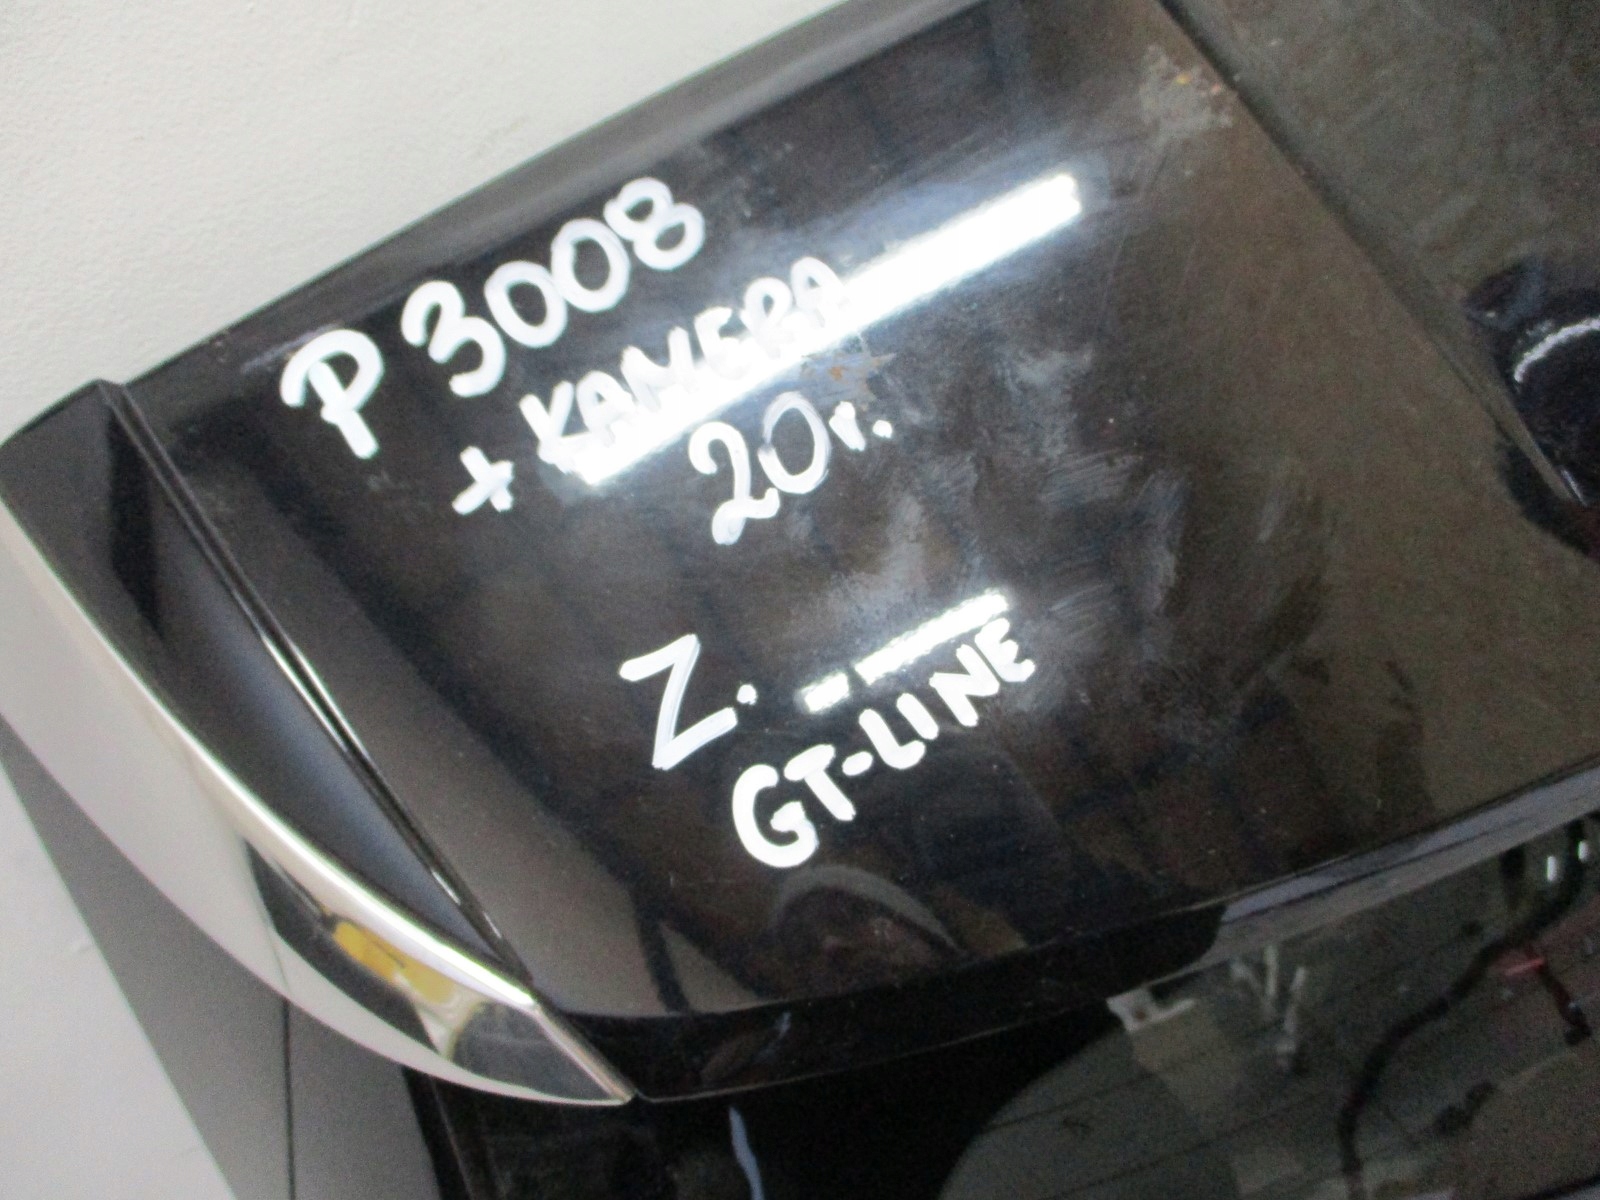 P 3008
+ KAMERA
20r.
Z.
GT-LINE